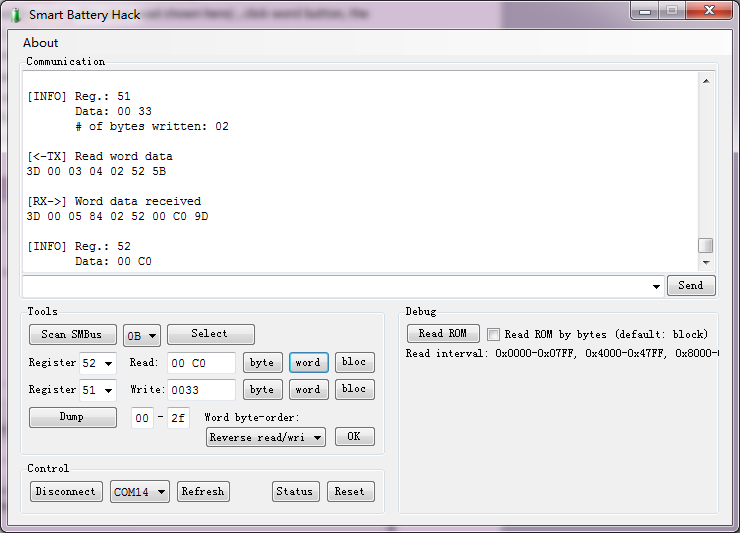 Smart Battery Hack
click word button, the
About
Communication
[INFO] Reg.: 51
Data: 00 33
# of bytes written: 02
[<-TX] Read word data
3D 00 03 04 02 52 5B
[RX->] Word data received
3D 00 05 84 02 52 00 C0 9D
[INFO] Reg.: 52
Data: 00 C0
Send
Tools
Scan SMBus 0B Select
Register 52 Read: 00 C0 byte word bloc
Register 51 Write: 0033 byte word bloc
Dump 00 - 2f Word byte-order:
Reverse read/wri OK
Control
Disconnect COM14 Refresh Status Reset
Debug
Read ROM Read ROM by bytes (default: block)
Read interval: 0x0000-0x07FF, 0x4000-0x47FF, 0x8000-